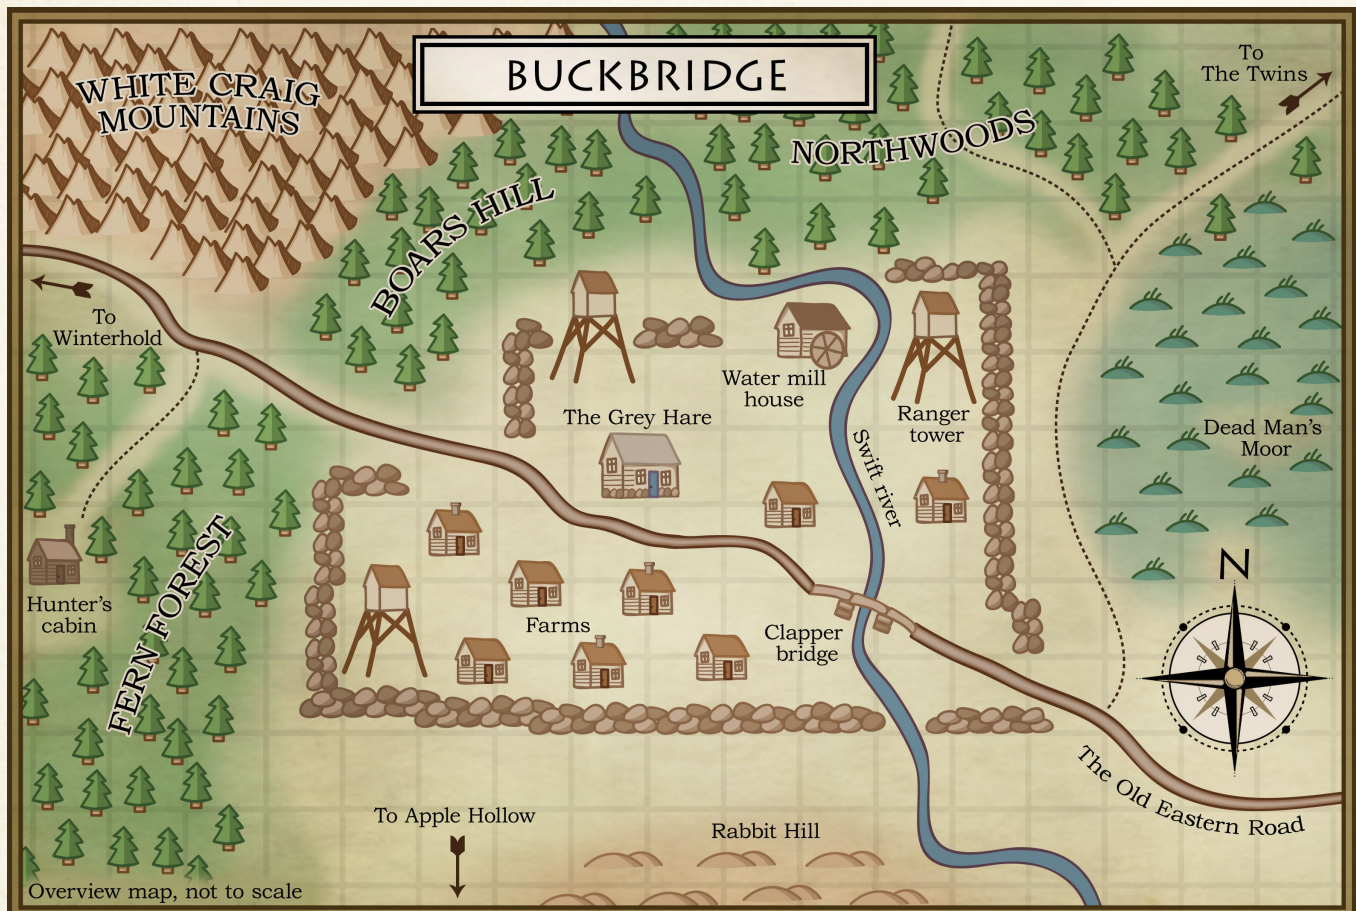 BUCKBRIDGE
To
The Twins
WHITE CRAIG
MOUNTAINS
NORTHWOODS
BOARS HILL
To
Winterhold
Water mill
house
The Grey Hare
Ranger
tower
Dead Man's
Moor
Swift river
FERN FOREST
N
Hunter's
cabin
Farms
Clapper
bridge
The Old Eastern Road
To Apple Hollow
Rabbit Hill
Overview map, not to scale